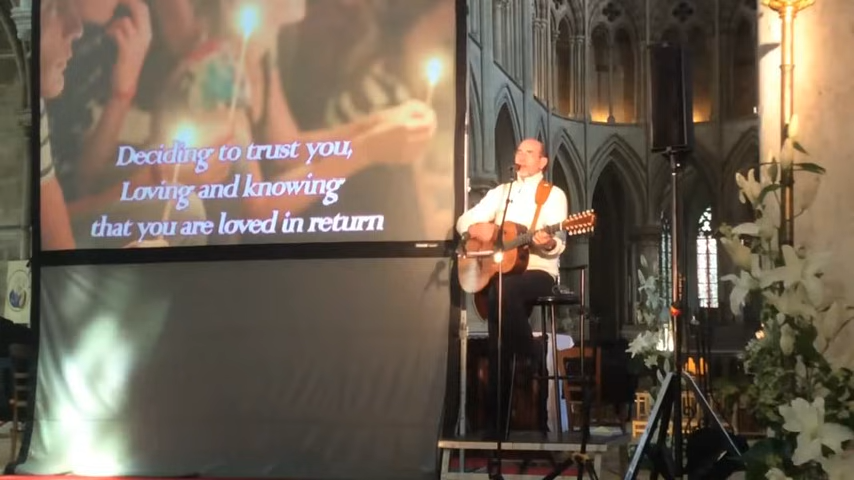 Deciding to trust you,
Loving and knowing
that you are loved in return